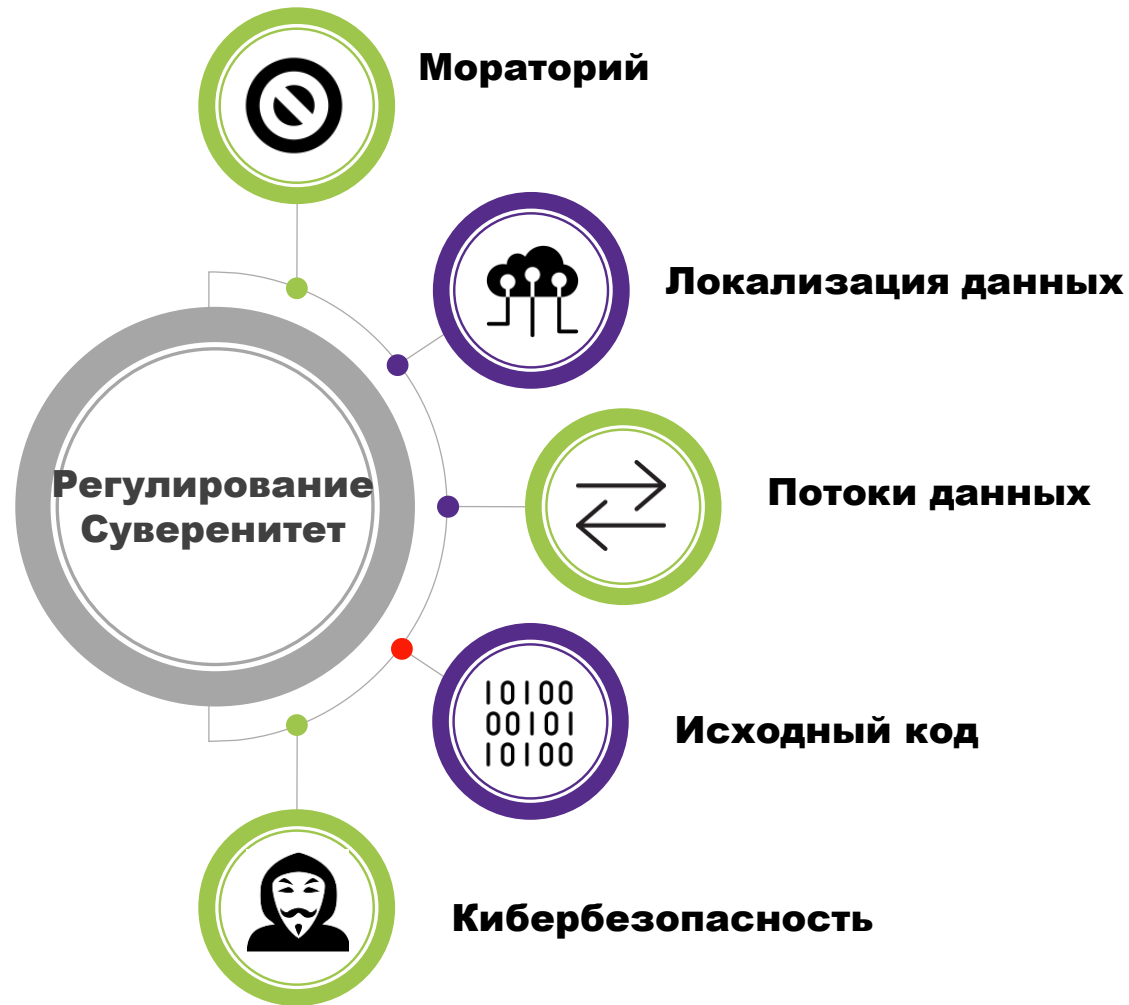 Мораторий
Локализация данных
Регулирование
Суверенитет
Потоки данных
10100
00101
10100
Исходный код
Кибербезопасность